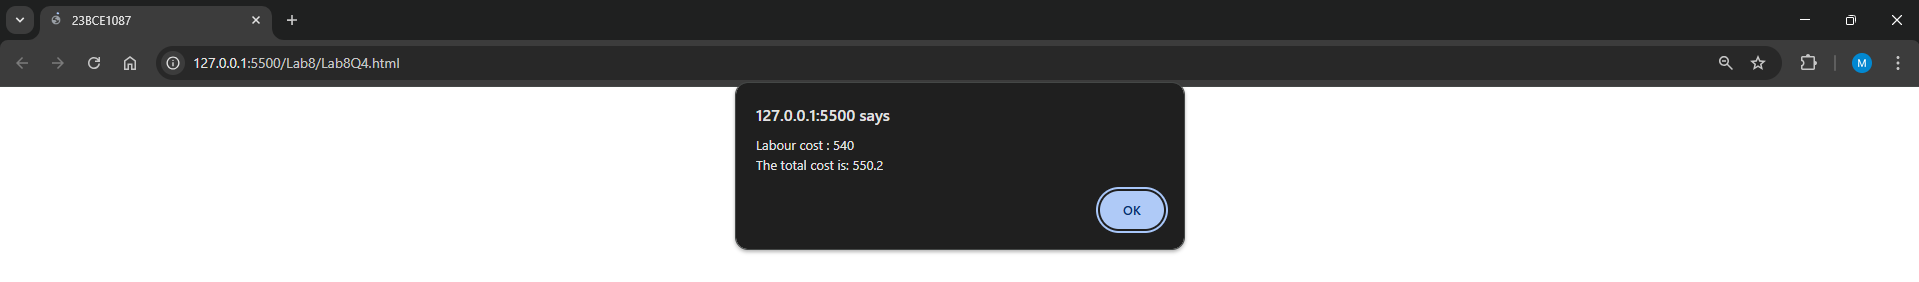 23BCE1087
127.0.0.1:5500/Lab8/Lab8Q4.html
M
127.0.0.1:5500 says
Labour cost : 540
The total cost is: 550.2
OK